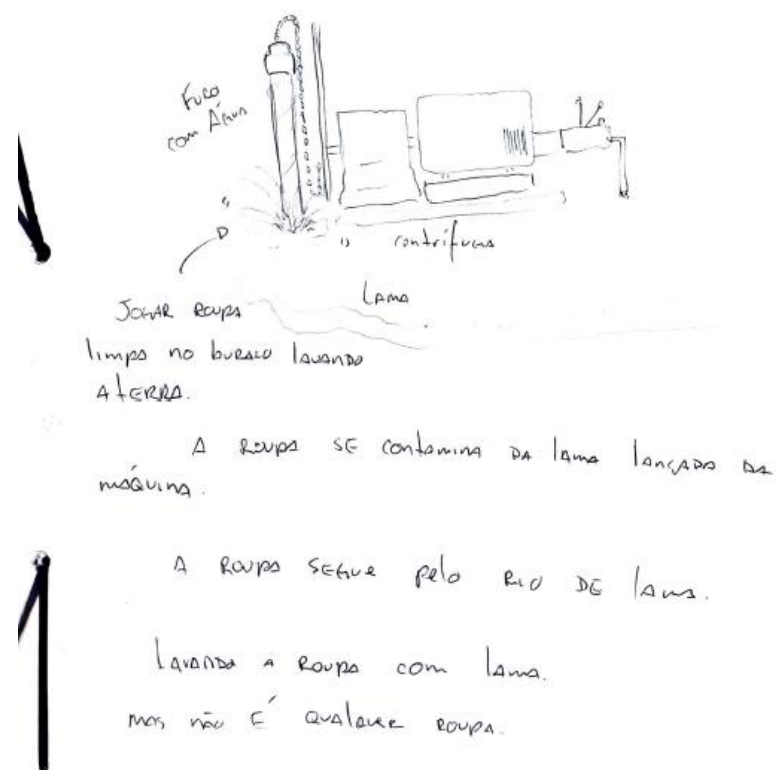 Furo
com Água
centrífuga
Lama
Jogar roupa
limpa no buraco lavando
a terra.
A roupa se contamina da lama lançada da
máquina.
A roupa segue pelo rio de lama.
Lavando a roupa com lama.
mas não é qualquer roupa.